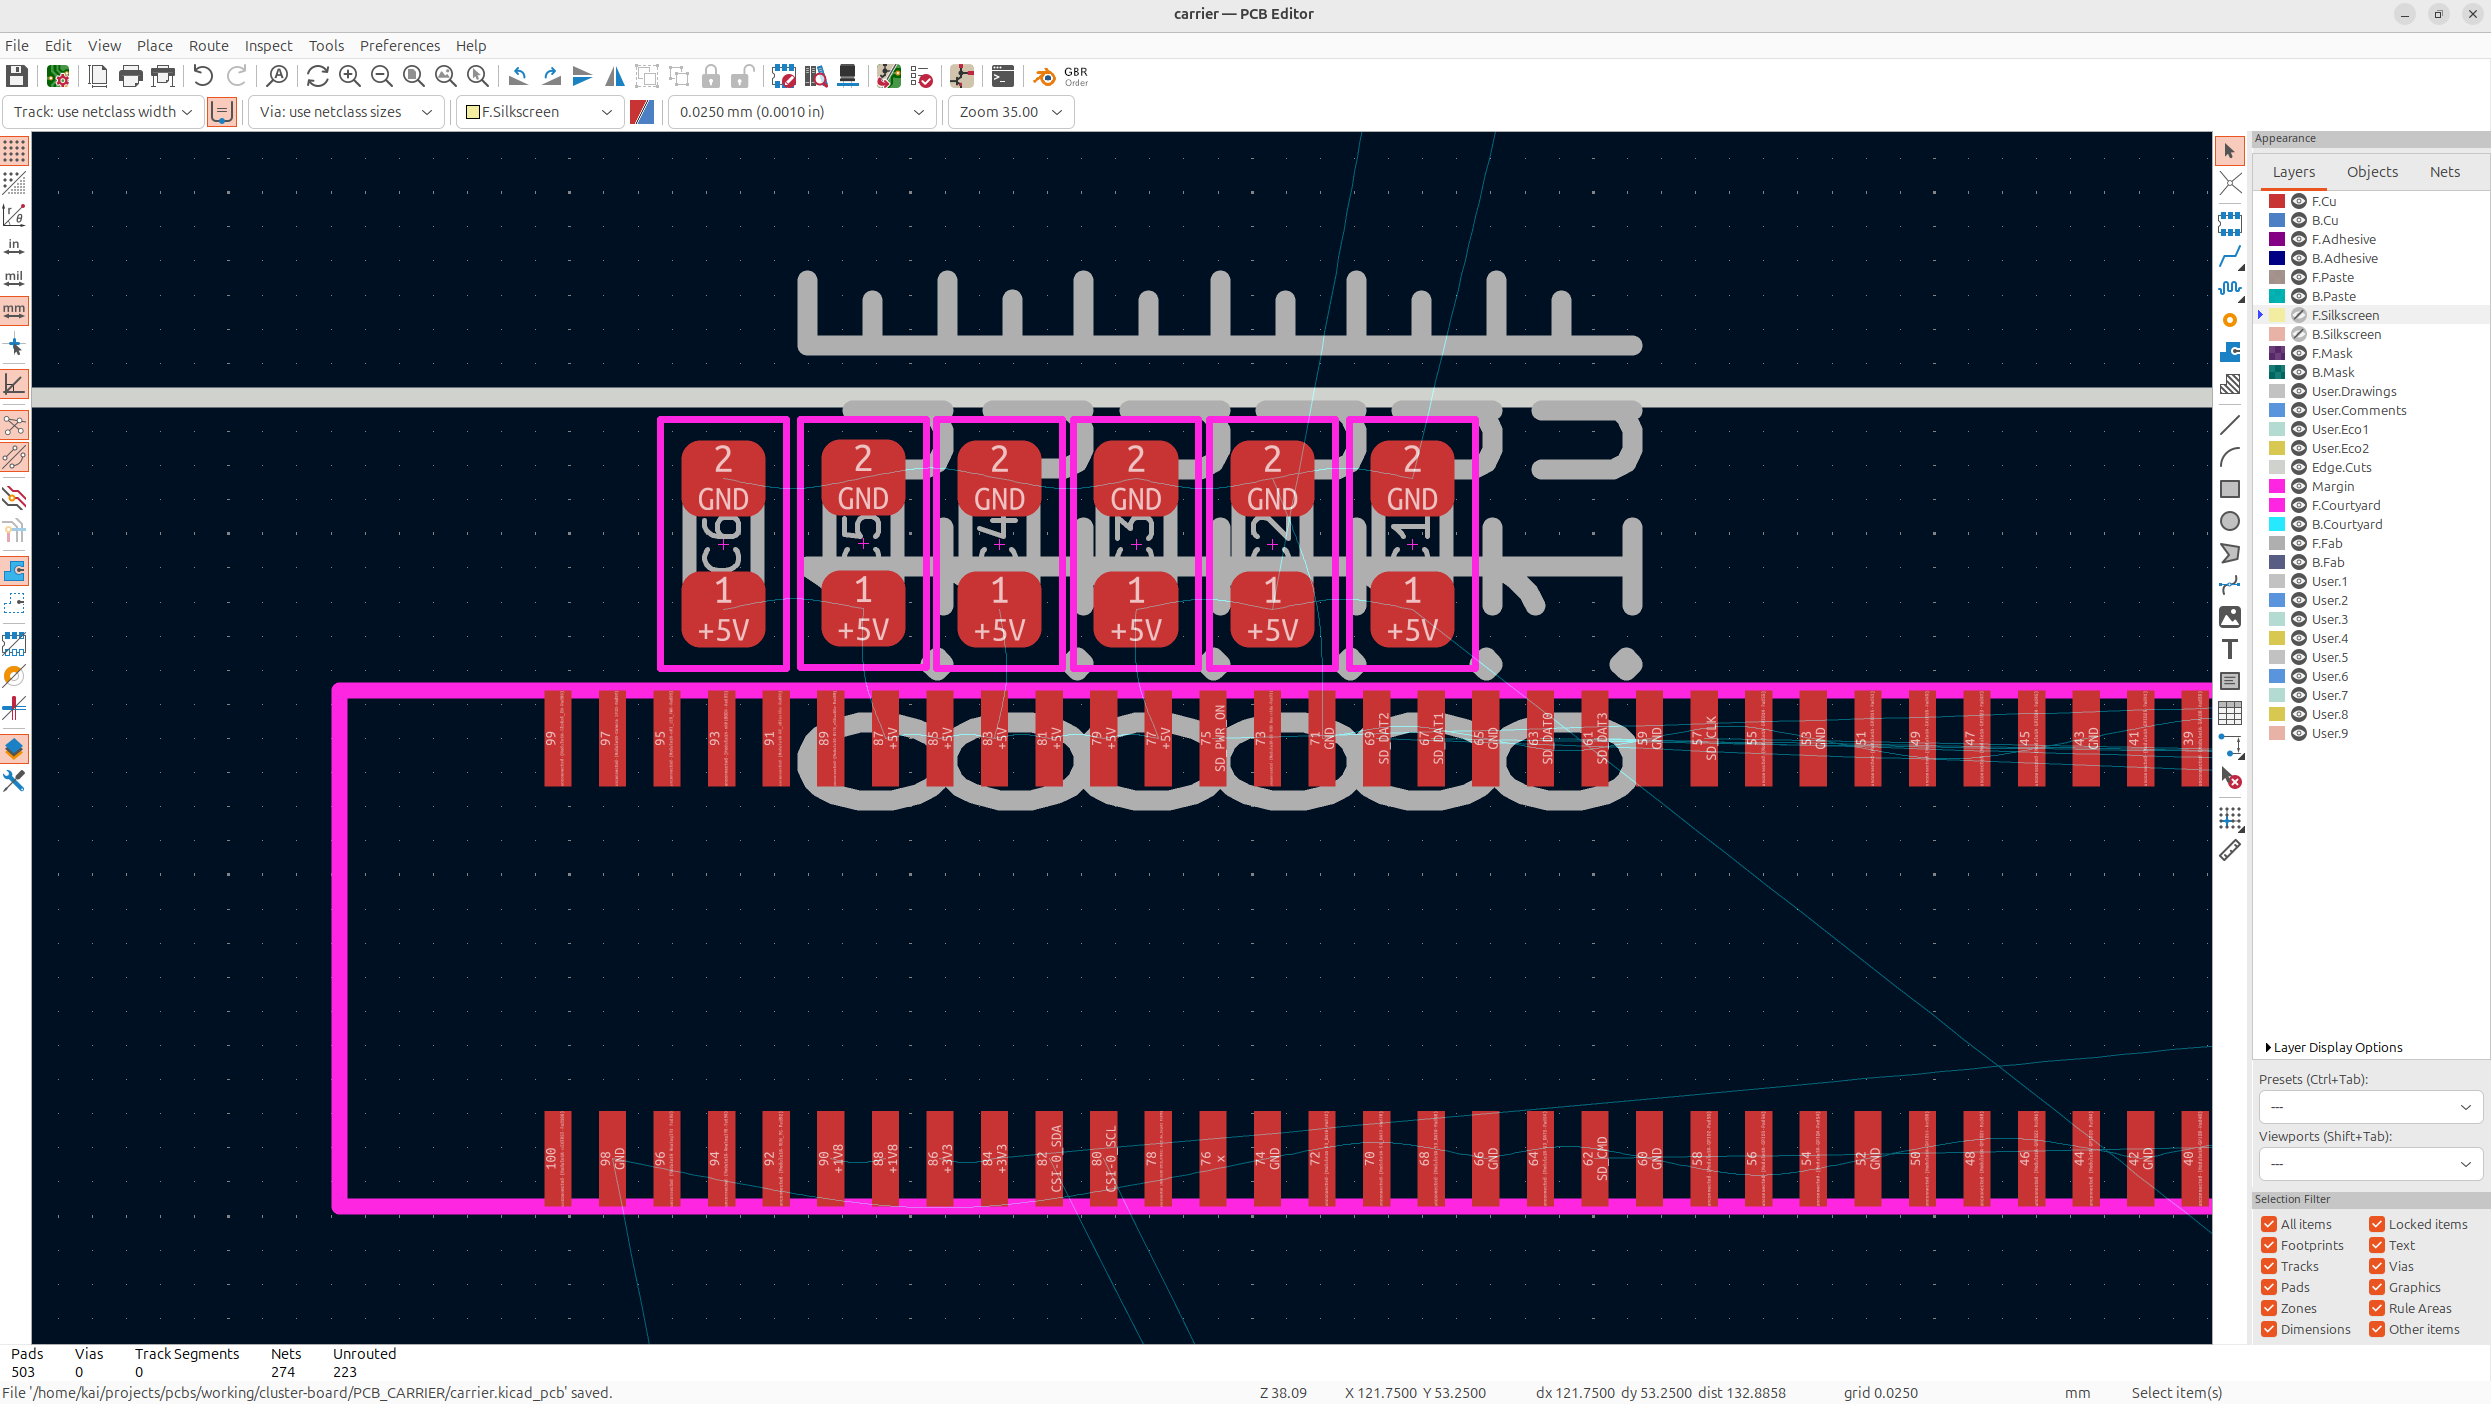 carrier — PCB Editor
File Edit View Place Route Inspect Tools Preferences Help
GBR
Order
Track: use netclass width
Via: use netclass sizes
F.Silkscreen
0.0250 mm (0.0010 in)
Zoom 35.00
in
mil
mm
2 2 2 2 2 2
GND GND GND GND GND GND
C6
1 1 1 1 1 1
+5V +5V +5V +5V +5V +5V
99
97
95
93
91
89
87 +5V
85 +5V
83 +5V
81 +5V
79 +5V
77 +5V
75 SD_PWR_ON
73
71 GND
69 SD_DAT2
67 SD_DAT1
65 GND
63 SD_DAT0
61 SD_DAT3
59 GND
57 SD_CLK
55
53 GND
51
49
47
45
43 GND
41
39
100
98 GND
96
94
92
90 +1V8
88 +1V8
86 +3V3
84 +3V3
82 CSI-0_SDA
80 CSI-0_SCL
78
76 x
74 GND
72
70
68
66 GND
64
62 SD_CMD
60 GND
58
56
54
52 GND
50
48
46
44
42 GND
40
Appearance
Layers Objects Nets
F.Cu
B.Cu
F.Adhesive
B.Adhesive
F.Paste
B.Paste
F.Silkscreen
B.Silkscreen
F.Mask
B.Mask
User.Drawings
User.Comments
User.Eco1
User.Eco2
Edge.Cuts
Margin
F.Courtyard
B.Courtyard
F.Fab
B.Fab
User.1
User.2
User.3
User.4
User.5
User.6
User.7
User.8
User.9
Layer Display Options
Presets (Ctrl+Tab):
---
Viewports (Shift+Tab):
---
Selection Filter
All items Locked items
Footprints Text
Tracks Vias
Pads Graphics
Zones Rule Areas
Dimensions Other items
Pads Vias Track Segments Nets Unrouted
503 0 0 274 223
File '/home/kai/projects/pcbs/working/cluster-board/PCB_CARRIER/carrier.kicad_pcb' saved.
Z 38.09
X 121.7500 Y 53.2500
dx 121.7500 dy 53.2500 dist 132.8858
grid 0.0250
mm
Select item(s)